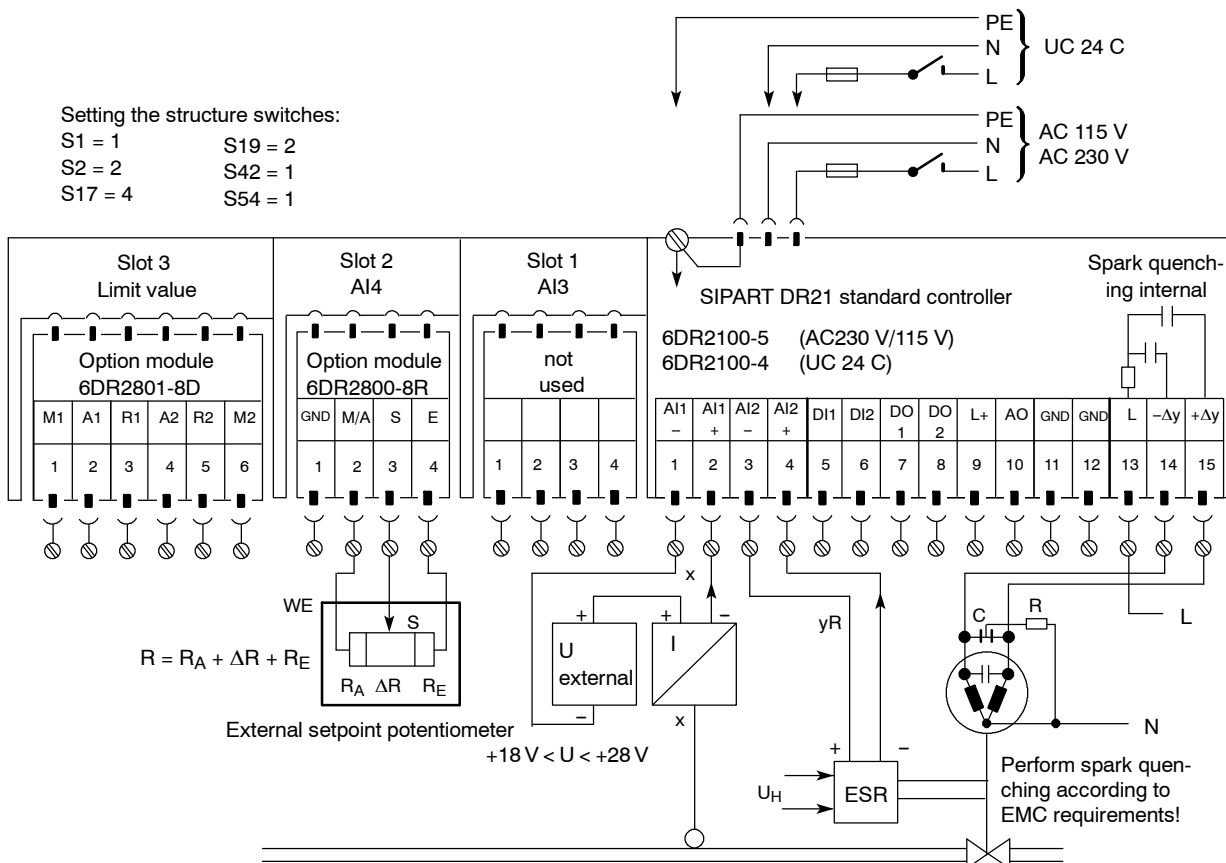 PE
N
L
UC 24 C
PE
N
L
AC 115 V
AC 230 V
Setting the structure switches:
S1 = 1
S2 = 2
S17 = 4
S19 = 2
S42 = 1
S54 = 1
Slot 3
Limit value
Option module
6DR2801-8D
M1 A1 R1 A2 R2 M2
1 2 3 4 5 6
Slot 2
AI4
Option module
6DR2800-8R
GND M/A S E
1 2 3 4
Slot 1
AI3
not
used
1 2 3 4
SIPART DR21 standard controller
6DR2100-5 (AC230 V/115 V)
6DR2100-4 (UC 24 C)
Spark quench-
ing internal
AI1 AI1 AI2 AI2 DI1 DI2 DO DO L+ AO GND GND L −Δy +Δy
− + − + 1 2
1 2 3 4 5 6 7 8 9 10 11 12 13 14 15
WE
S
R = RA + ΔR + RE
RA ΔR RE
External setpoint potentiometer
+
U
external
−
+18 V < U < +28 V
x
+ −
I
x
yR
+ −
UH
ESR
C
R
L
N
Perform spark quen-
ching according to
EMC requirements!